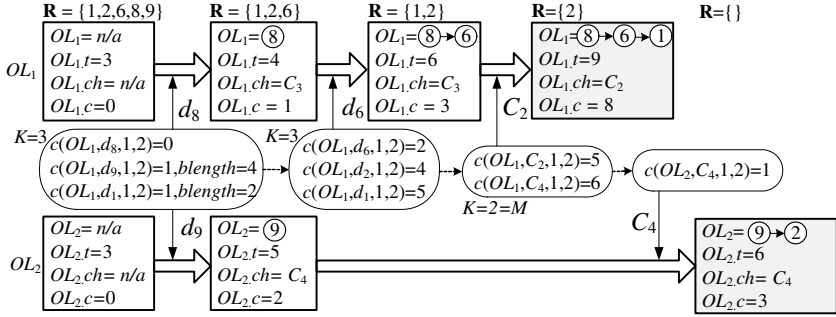 R = {1,2,6,8,9}
R = {1,2,6}
R = {1,2}
R={2}
R={}
OL₁
OL₁= n/a
OL₁.t=3
OL₁.ch= n/a
OL₁.c=0
OL₁= 8
OL₁.t=4
OL₁.ch=C₃
OL₁.c = 1
OL₁= 8 6
OL₁.t=6
OL₁.ch=C₃
OL₁.c = 3
OL₁= 8 6 1
OL₁.t=9
OL₁.ch=C₂
OL₁.c = 8
d₈
d₆
C₂
K=3
c(OL₁,d₈,1,2)=0
c(OL₁,d₉,1,2)=1,blength=4
c(OL₁,d₁,1,2)=1,blength=2
K=3
c(OL₁,d₆,1,2)=2
c(OL₁,d₂,1,2)=4
c(OL₁,d₁,1,2)=5
c(OL₁,C₂,1,2)=5
c(OL₁,C₄,1,2)=6
K=2=M
c(OL₂,C₄,1,2)=1
d₉
C₄
OL₂
OL₂= n/a
OL₂.t=3
OL₂.ch= n/a
OL₂.c=0
OL₂= 9
OL₂.t=5
OL₂.ch= C₄
OL₂.c=2
OL₂= 9 2
OL₂.t=6
OL₂.ch= C₄
OL₂.c=3